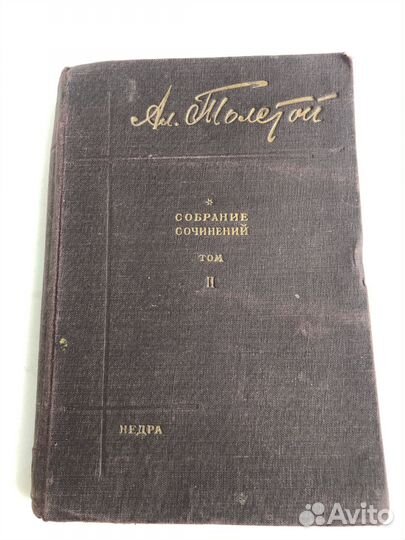 Ал. Толстой
*
СОБРАНИЕ
СОЧИНЕНИЙ
ТОМ
II
НЕДРА
Avito